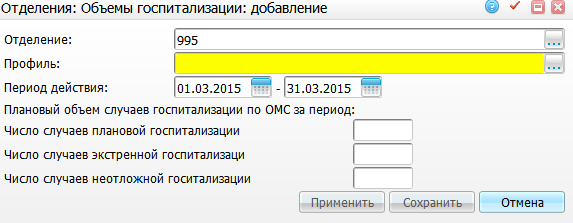 Отделения: Объемы госпитализации: добавление
Отделение: 995 ...
Профиль: ...
Период действия: 01.03.2015 - 31.03.2015
Плановый объем случаев госпитализации по ОМС за период:
Число случаев плановой госпитализации
Число случаев экстренной госпитализаци
Число случаев неотложной госитализации
Применить Сохранить Отмена